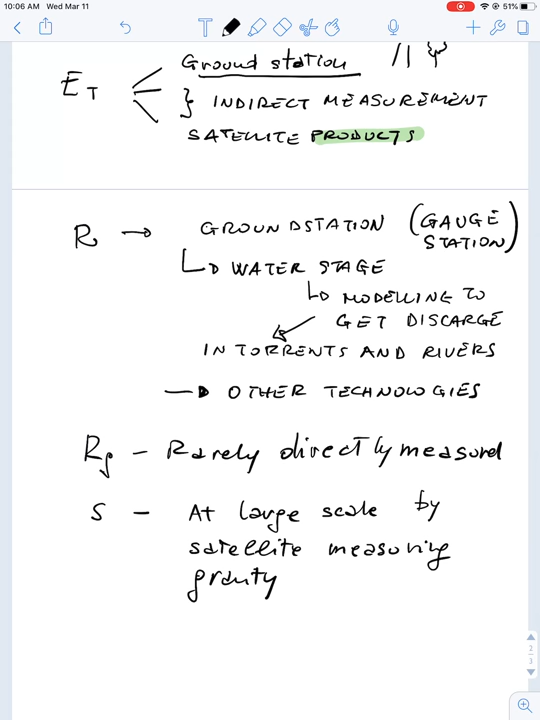 10:06 AM Wed Mar 11 51%
Ground station
ET
} INDIRECT MEASUREMENT
SATELLITE PRODUCTS
R → GROUNDSTATION (GAUGE STATION)
WATER STAGE
MODELLING TO
GET DISCARGE
IN TORRENTS AND RIVERS
→ OTHER TECHNOLOGIES
Rg - Rarely directly measured
S - At large scale by
satellite measuring
gravity
2
3